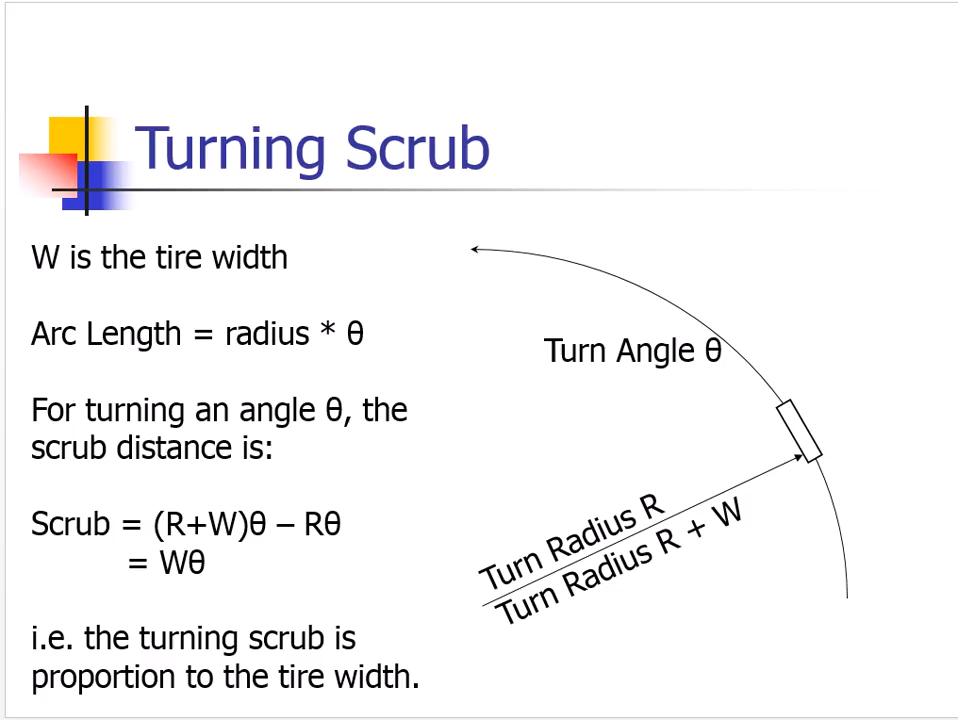 Turning Scrub
W is the tire width
Arc Length = radius * θ
For turning an angle θ, the
scrub distance is:
Scrub = (R+W)θ – Rθ
= Wθ
i.e. the turning scrub is
proportion to the tire width.
Turn Angle θ
Turn Radius R
Turn Radius R + W